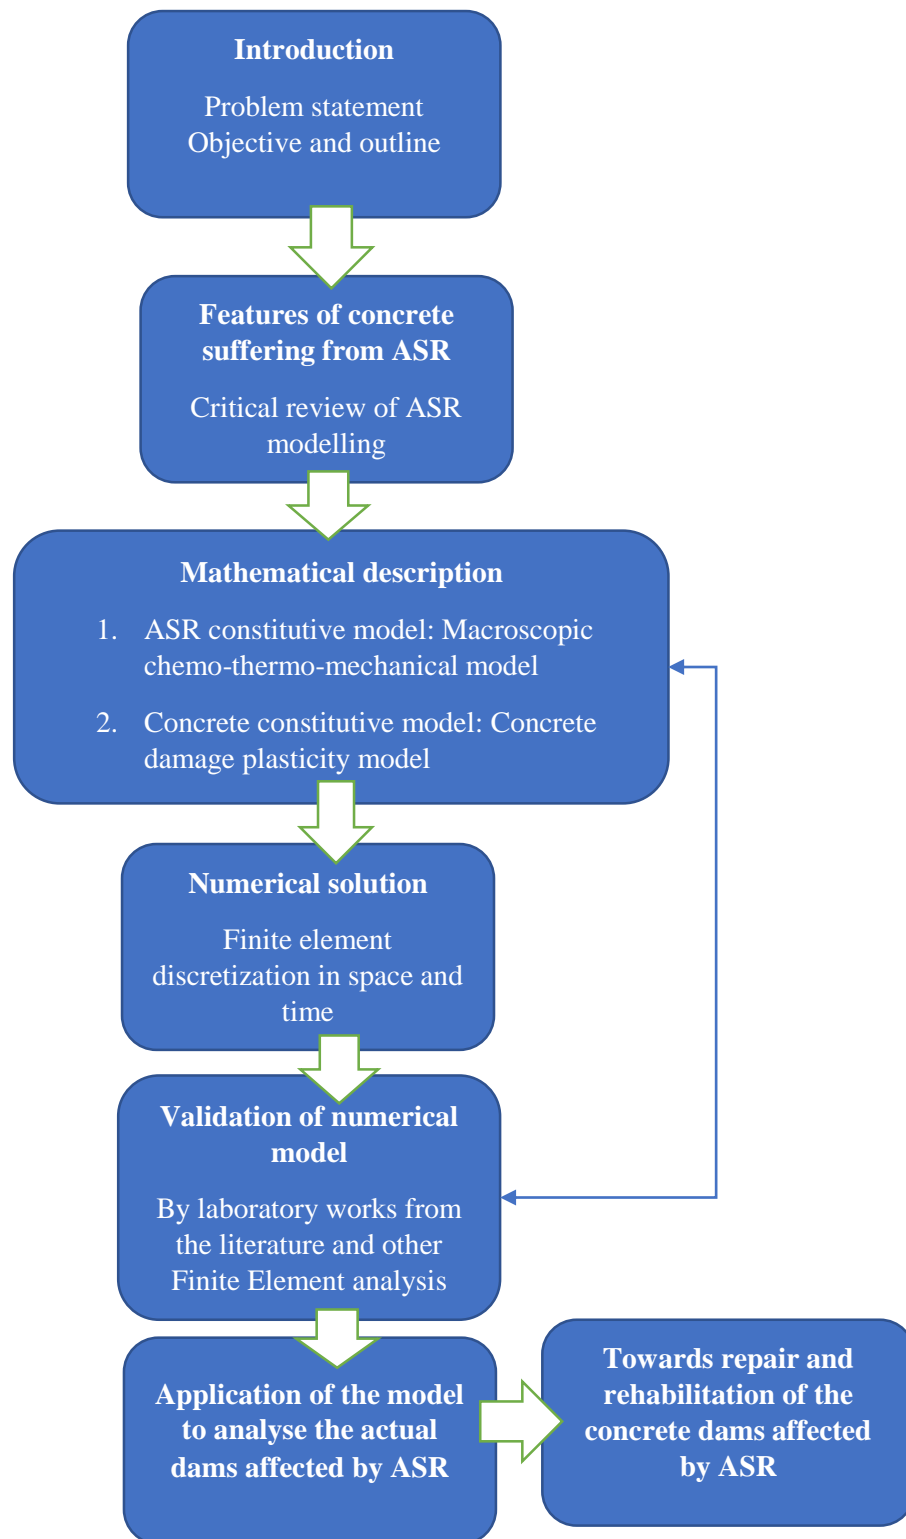 Introduction
Problem statement
Objective and outline
Features of concrete
suffering from ASR
Critical review of ASR
modelling
Mathematical description
1. ASR constitutive model: Macroscopic
chemo-thermo-mechanical model
2. Concrete constitutive model: Concrete
damage plasticity model
Numerical solution
Finite element
discretization in space and
time
Validation of numerical
model
By laboratory works from
the literature and other
Finite Element analysis
Application of the model
to analyse the actual
dams affected by ASR
Towards repair and
rehabilitation of the
concrete dams affected
by ASR